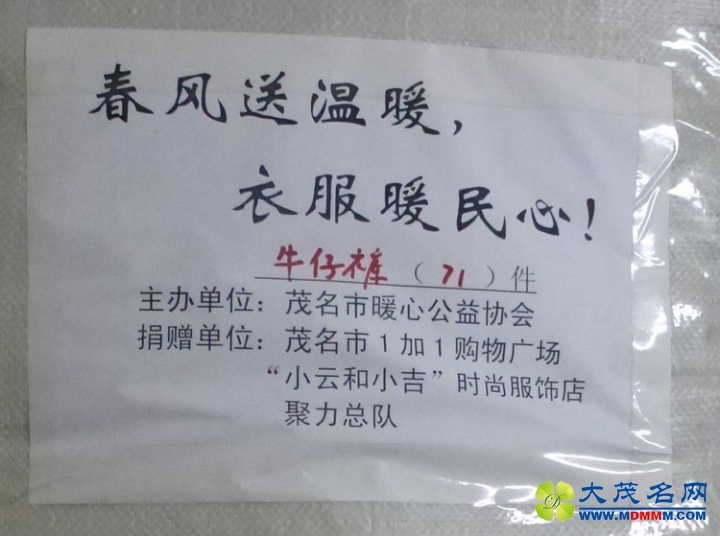 春风送温暖,
衣服暖民心!
牛仔裤(71)件
主办单位:茂名市暖心公益协会
捐赠单位:茂名市1加1购物广场
“小云和小吉”时尚服饰店
聚力总队
大茂名网
www.MDMMM.com